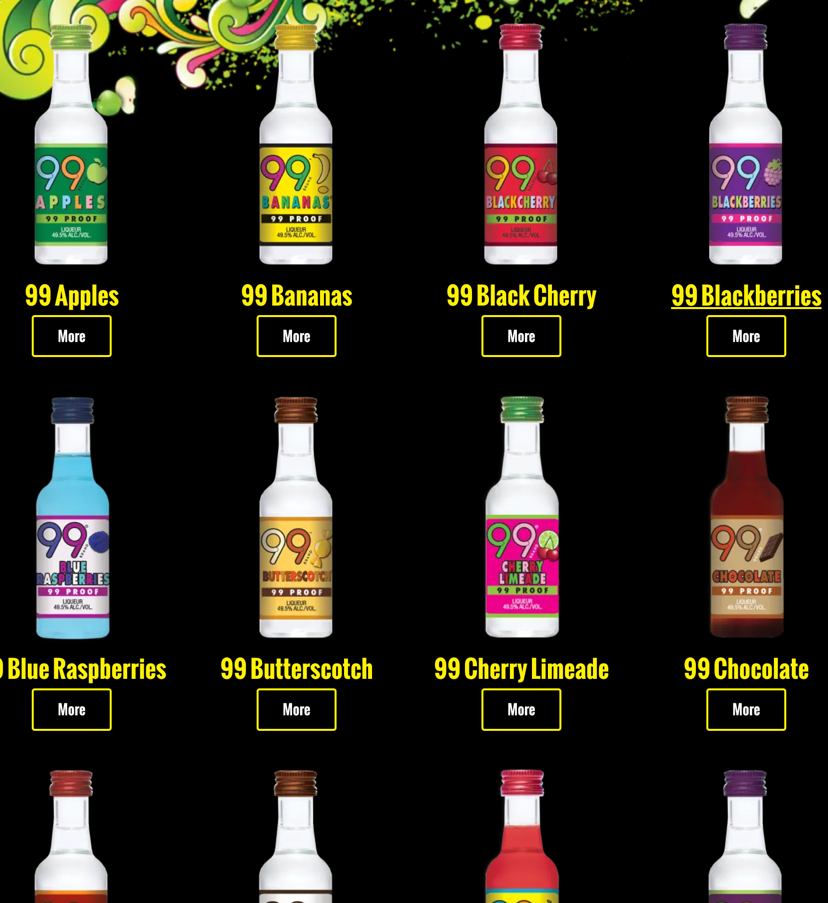 99
APPLES
99 PROOF
LIQUEUR
49.5% ALC./VOL.
99
BANANAS
99 PROOF
LIQUEUR
49.5% ALC./VOL.
99
BLACKCHERRY
99 PROOF
LIQUEUR
49.5% ALC./VOL.
99
BLACKBERRIES
99 PROOF
LIQUEUR
49.5% ALC./VOL.
99 Apples
99 Bananas
99 Black Cherry
99 Blackberries
More
More
More
More
99
BLUE
RASPBERRIES
99 PROOF
LIQUEUR
49.5% ALC./VOL.
99
BUTTERSCOTCH
99 PROOF
LIQUEUR
49.5% ALC./VOL.
99
CHERRY
LIMEADE
99 PROOF
LIQUEUR
49.5% ALC./VOL.
99
CHOCOLATE
99 PROOF
LIQUEUR
49.5% ALC./VOL.
Blue Raspberries
99 Butterscotch
99 Cherry Limeade
99 Chocolate
More
More
More
More